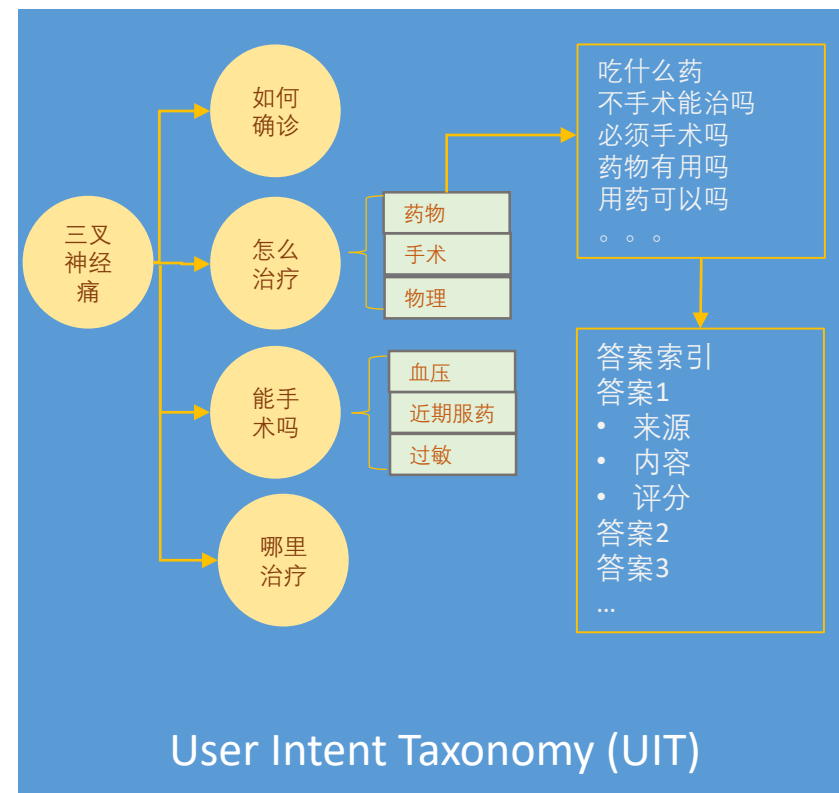 三叉
神经
痛
如何
确诊
怎么
治疗
能手
术吗
哪里
治疗
药物
手术
物理
血压
近期服药
过敏
吃什么药
不手术能治吗
必须手术吗
药物有用吗
用药可以吗
。。。
答案索引
答案1
• 来源
• 内容
• 评分
答案2
答案3
...
User Intent Taxonomy (UIT)